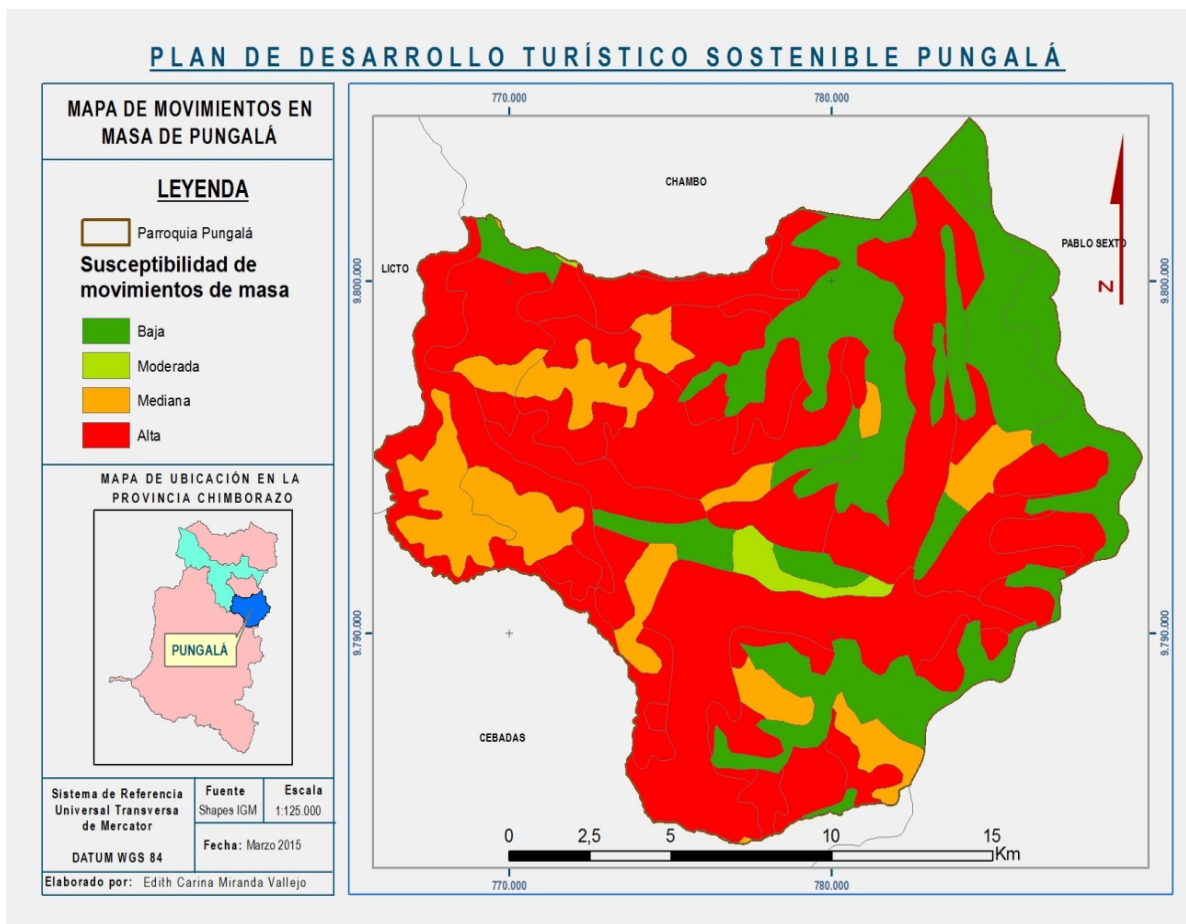 PLAN DE DESARROLLO TURÍSTICO SOSTENIBLE PUNGALÁ
MAPA DE MOVIMIENTOS EN
MASA DE PUNGALÁ
LEYENDA
Parroquia Pungalá
Susceptibilidad de
movimientos de masa
Baja
Moderada
Mediana
Alta
MAPA DE UBICACIÓN EN LA
PROVINCIA CHIMBORAZO
PUNGALÁ
Sistema de Referencia
Universal Transversa
de Mercator
DATUM WGS 84
Fuente
Shapes IGM
Escala
1:125.000
Fecha: Marzo 2015
Elaborado por: Edith Carina Miranda Vallejo
770.000
780.000
CHAMBO
PABLO SEXTO
LICTO
N
9.800.000
9.800.000
9.790.000
9.790.000
CEBADAS
0
2,5
5
10
15
Km
770.000
780.000